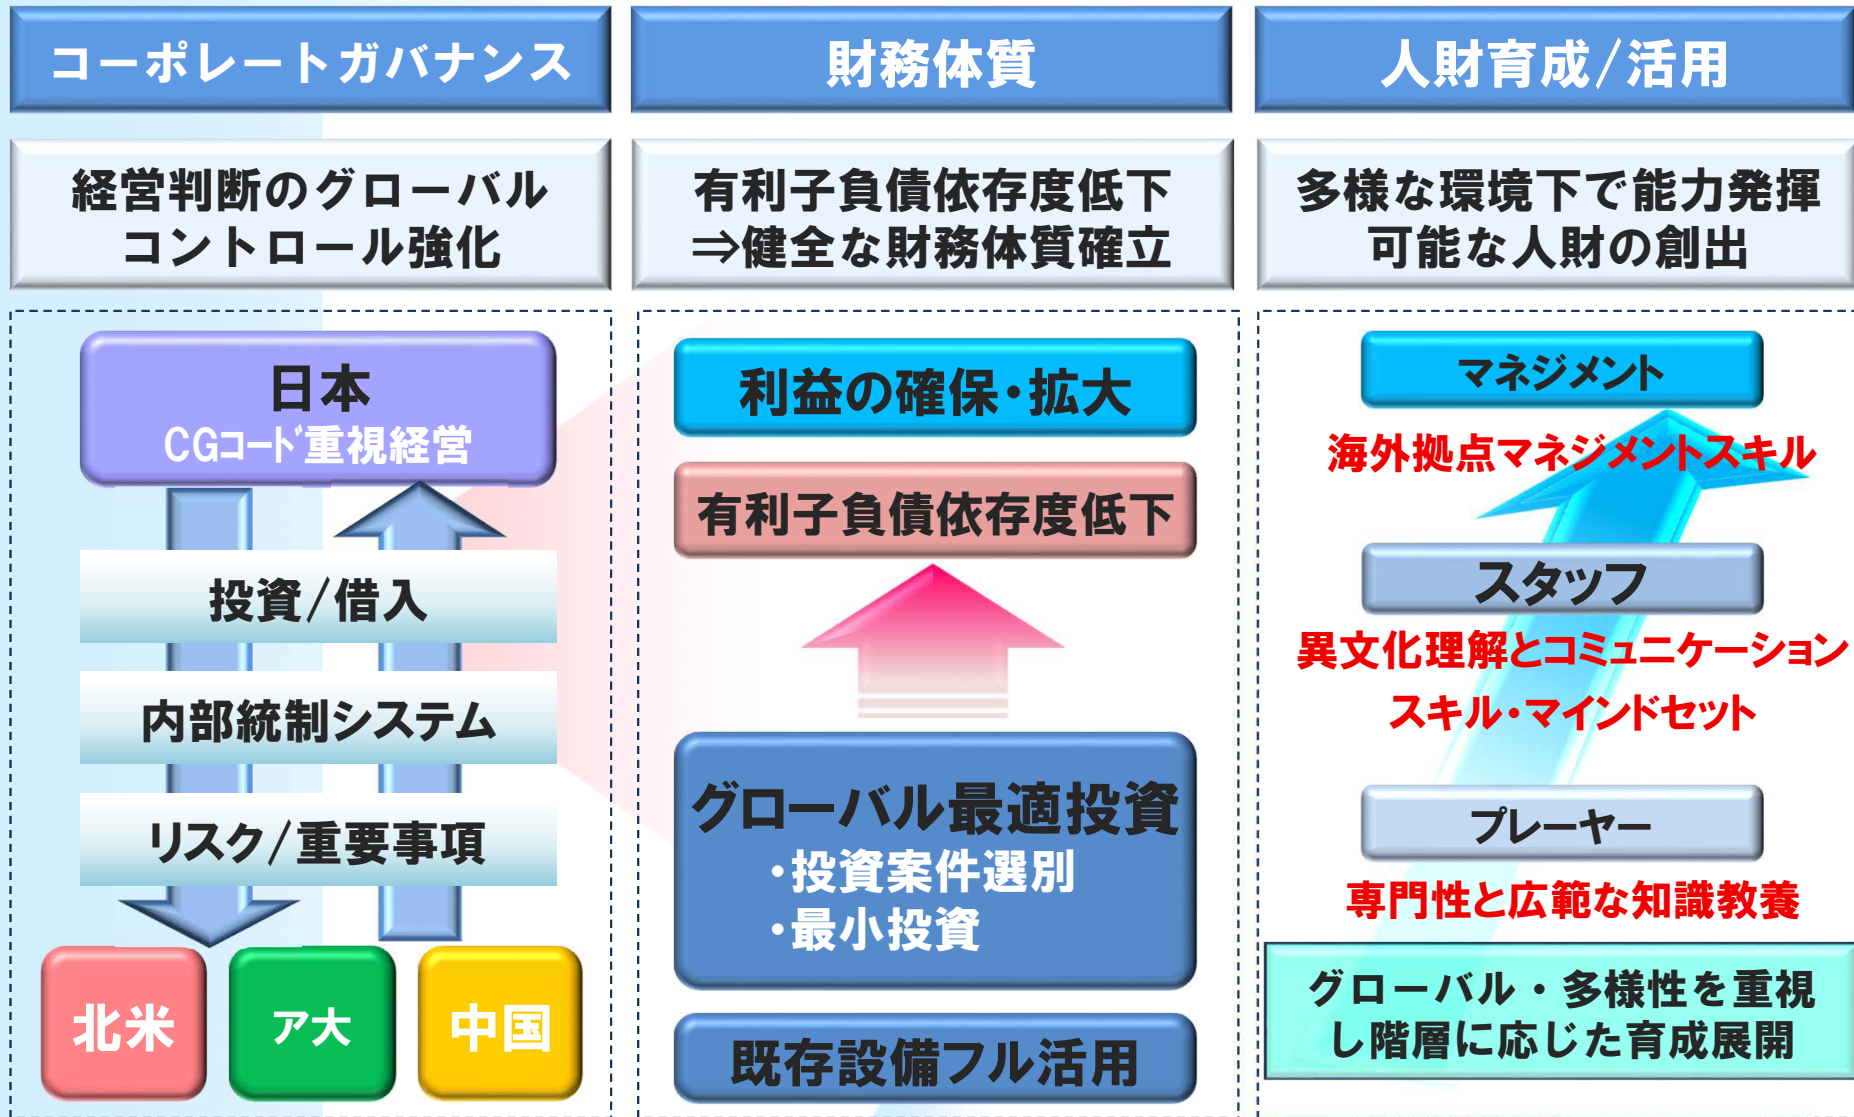 コーポレートガバナンス
経営判断のグローバル
コントロール強化
日本
CGコード重視経営
投資/借入
内部統制システム
リスク/重要事項
北米
ア大
中国
財務体質
有利子負債依存度低下
⇒健全な財務体質確立
利益の確保・拡大
有利子負債依存度低下
グローバル最適投資
・投資案件選別
・最小投資
既存設備フル活用
人財育成/活用
多様な環境下で能力発揮
可能な人財の創出
マネジメント
海外拠点マネジメントスキル
スタッフ
異文化理解とコミュニケーション
スキル・マインドセット
プレーヤー
専門性と広範な知識教養
グローバル・多様性を重視
し階層に応じた育成展開